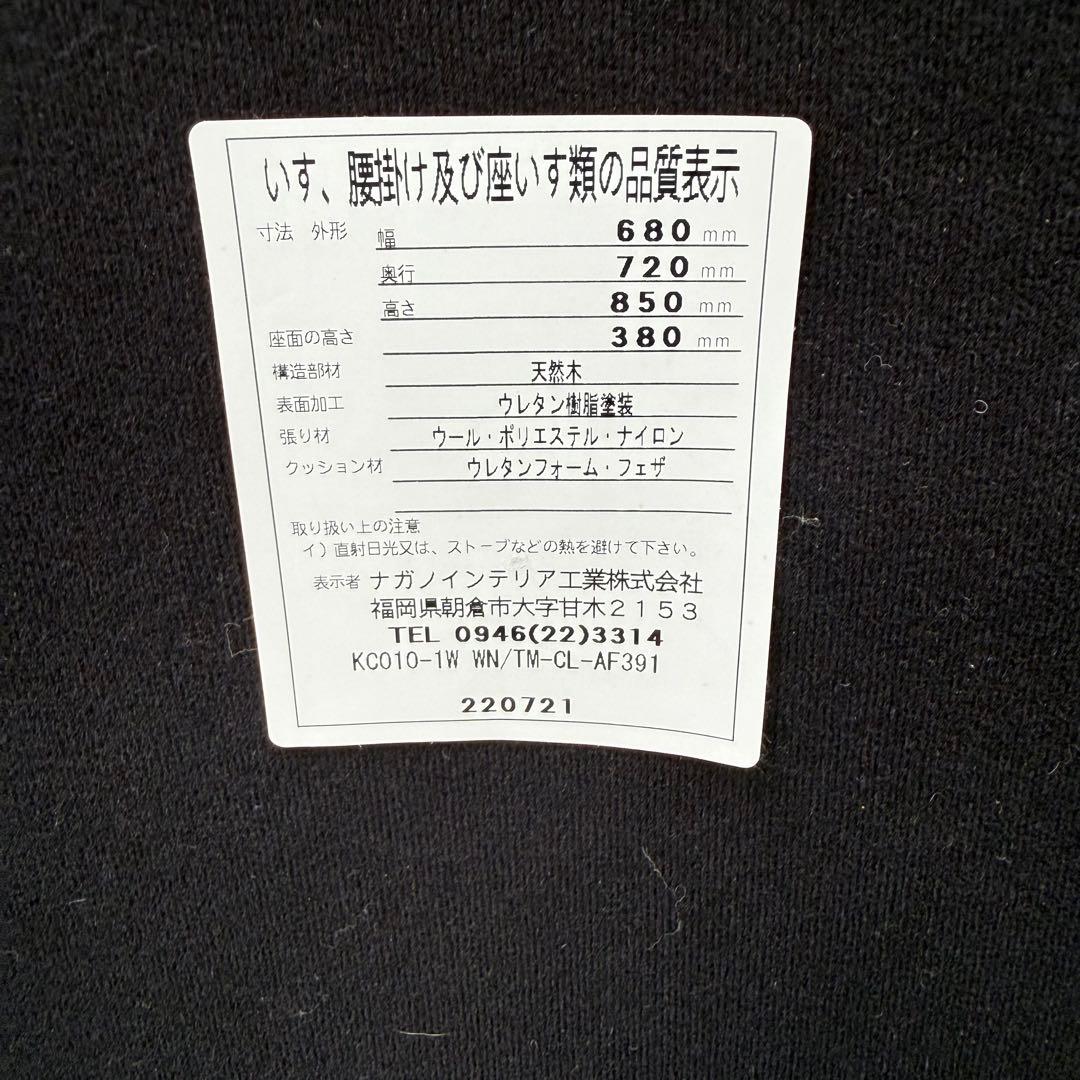 いす、腰掛け及び座いす類の品質表示
寸法 外形 幅 680 mm
奥行 720 mm
高さ 850 mm
座面の高さ 380 mm
構造部材 天然木
表面加工 ウレタン樹脂塗装
張り材 ウール・ポリエステル・ナイロン
クッション材 ウレタンフォーム・フェザ
取り扱い上の注意
イ）直射日光又は、ストーブなどの熱を避けて下さい。
表示者 ナガノインテリア工業株式会社
福岡県朝倉市大字甘木２１５３
TEL 0946(22)3314
KC010-1W WN/TM-CL-AF391
220721